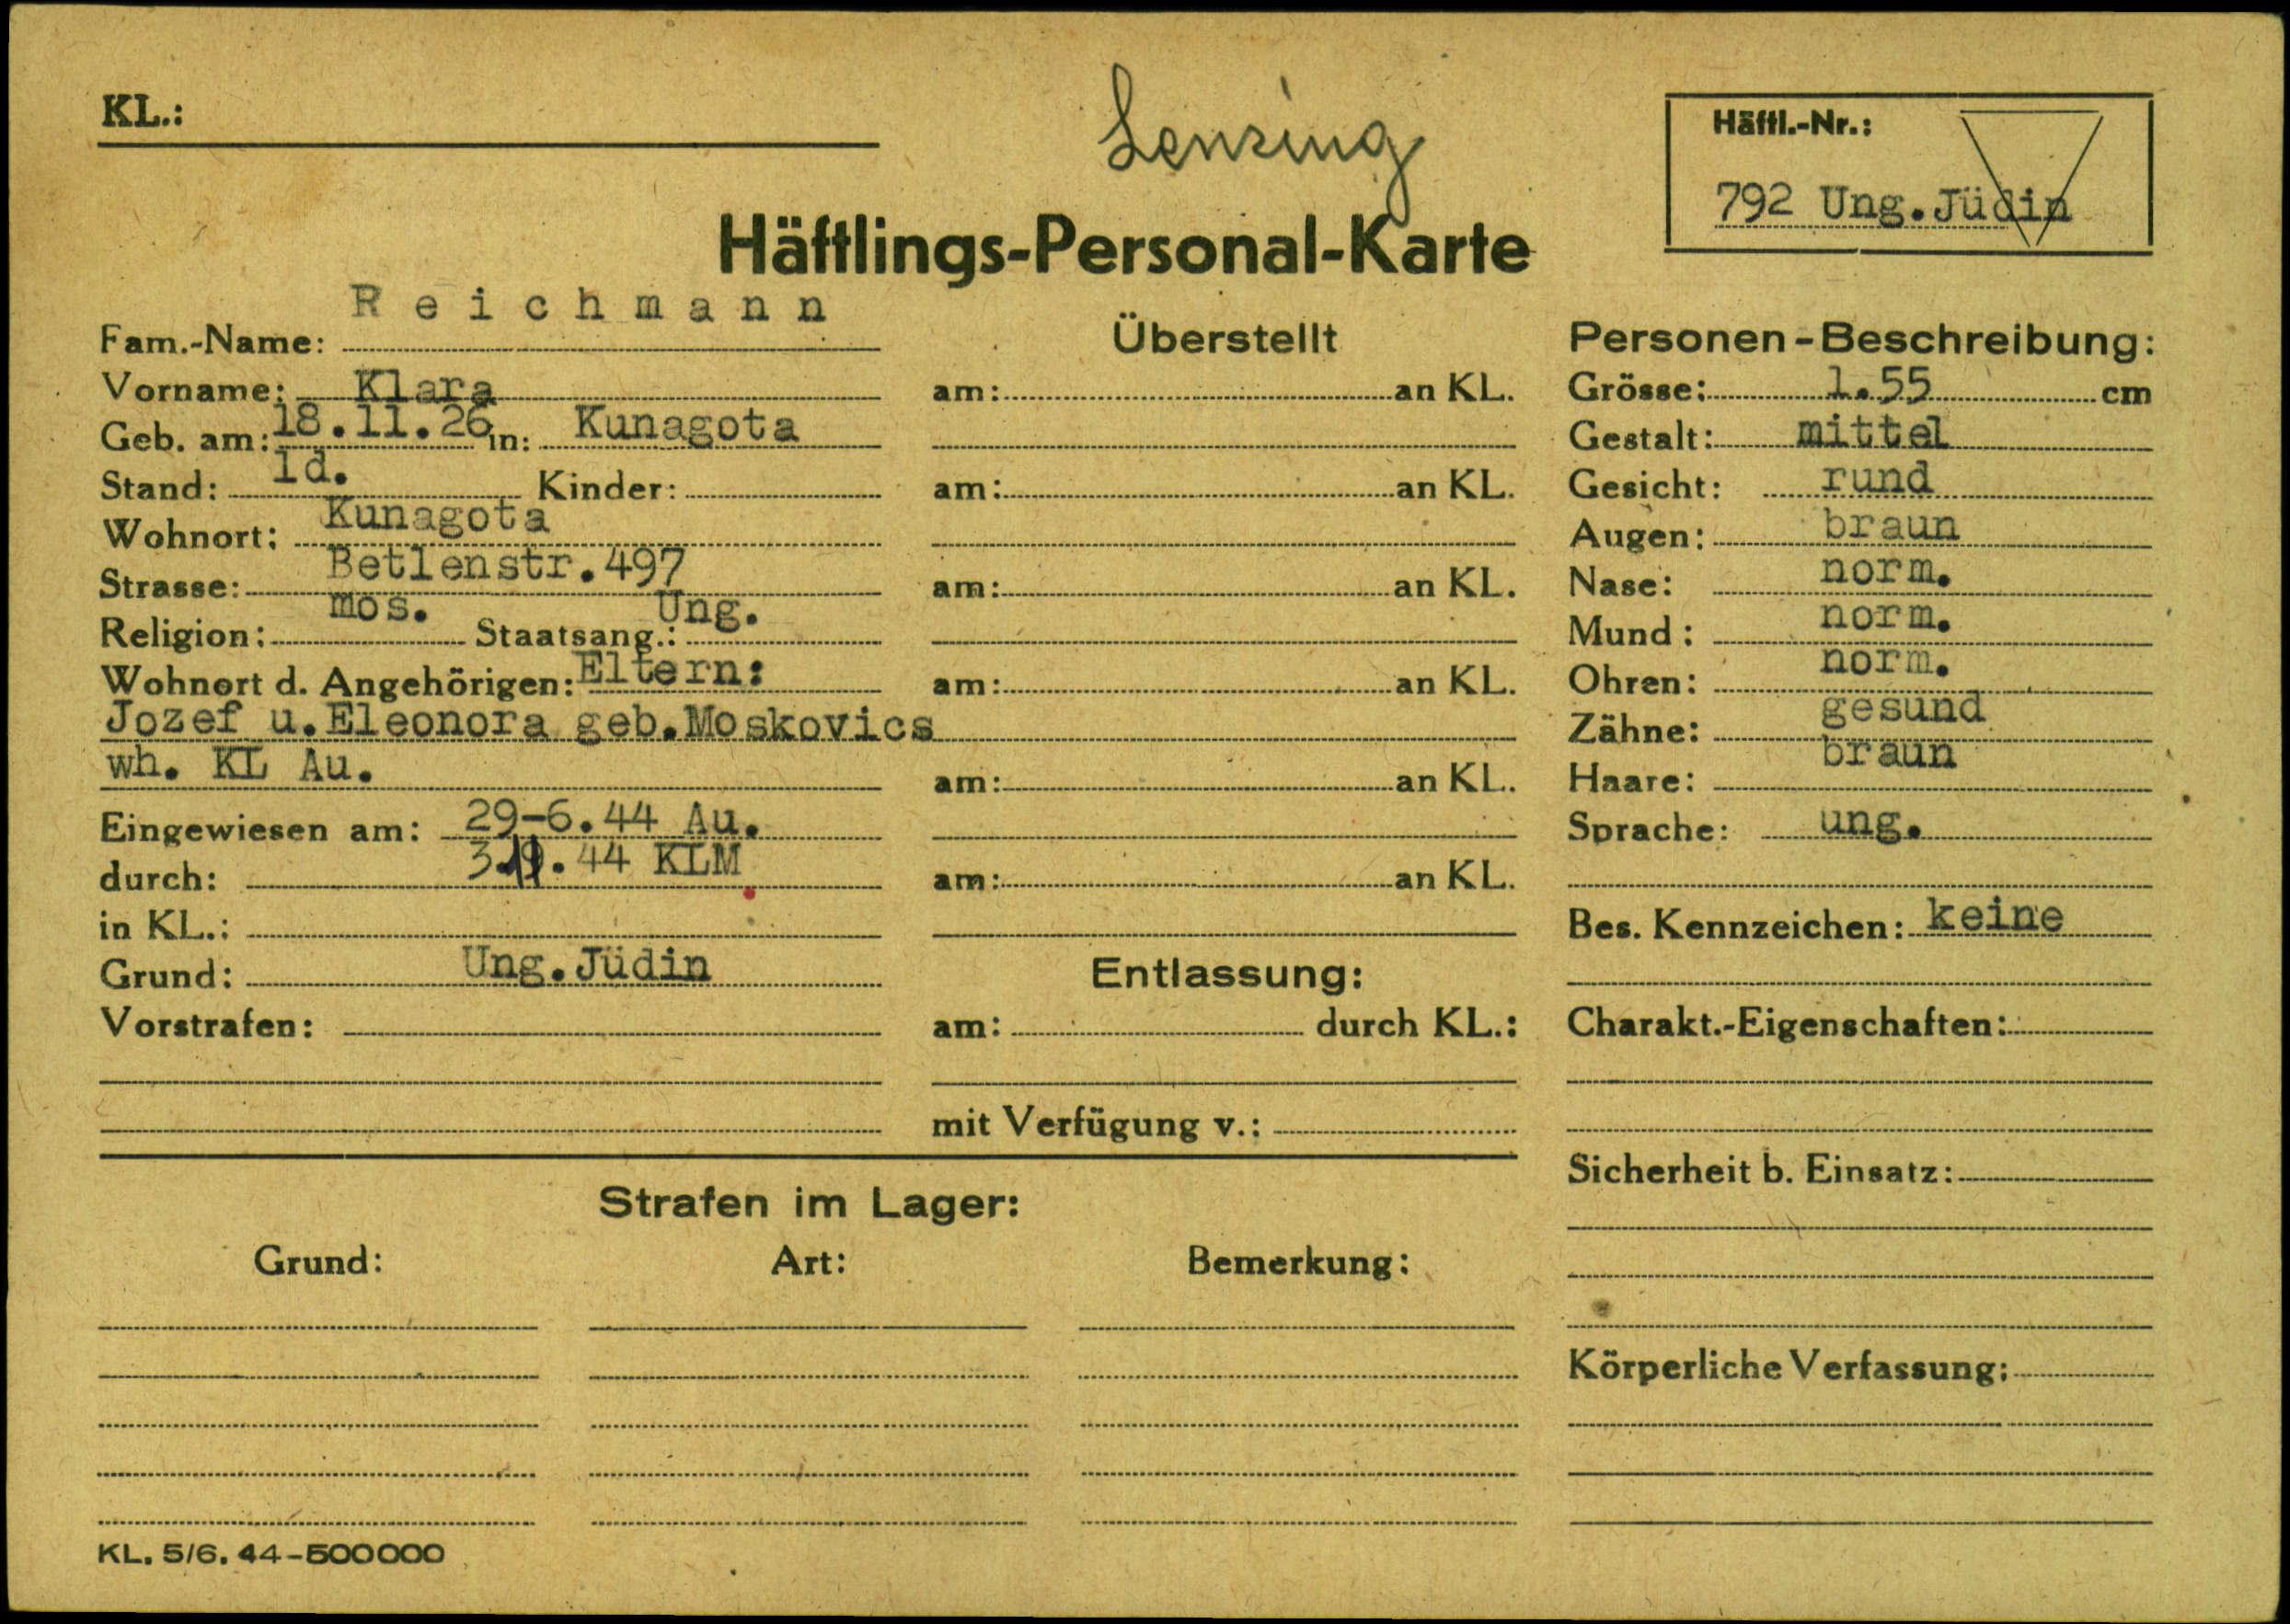 KL.:
Lenzing
Häftl.-Nr.:
792 Ung.Jüdin
Häftlings-Personal-Karte
Fam.-Name: Reichmann
Vorname: Klara
Geb. am: 18.11.26 in: Kunagota
Stand: ld. Kinder:
Wohnort: Kunagota
Strasse: Betlenstr.497
Religion: mos. Staatsang.: Ung.
Wohnort d. Angehörigen: Eltern:
Jozef u.Eleonora geb.Moskovics
wh. KL Au.
Eingewiesen am: 29-6.44 Au.
durch: 3.11.44 KLM
in KL.:
Grund: Ung.Jüdin
Vorstrafen:
Überstellt
am: an KL.
am: an KL.
am: an KL.
am: an KL.
am: an KL.
am: an KL.
Entlassung:
am: durch KL.:
mit Verfügung v.:
Personen-Beschreibung:
Grösse: 1.55 cm
Gestalt: mittel
Gesicht: rund
Augen: braun
Nase: norm.
Mund: norm.
Ohren: norm.
Zähne: gesund
Haare: braun
Sprache: ung.
Bes. Kennzeichen: keine
Charakt.-Eigenschaften:
Sicherheit b. Einsatz:
Körperliche Verfassung:
Strafen im Lager:
Grund: Art: Bemerkung:
KL. 5/6. 44-500000